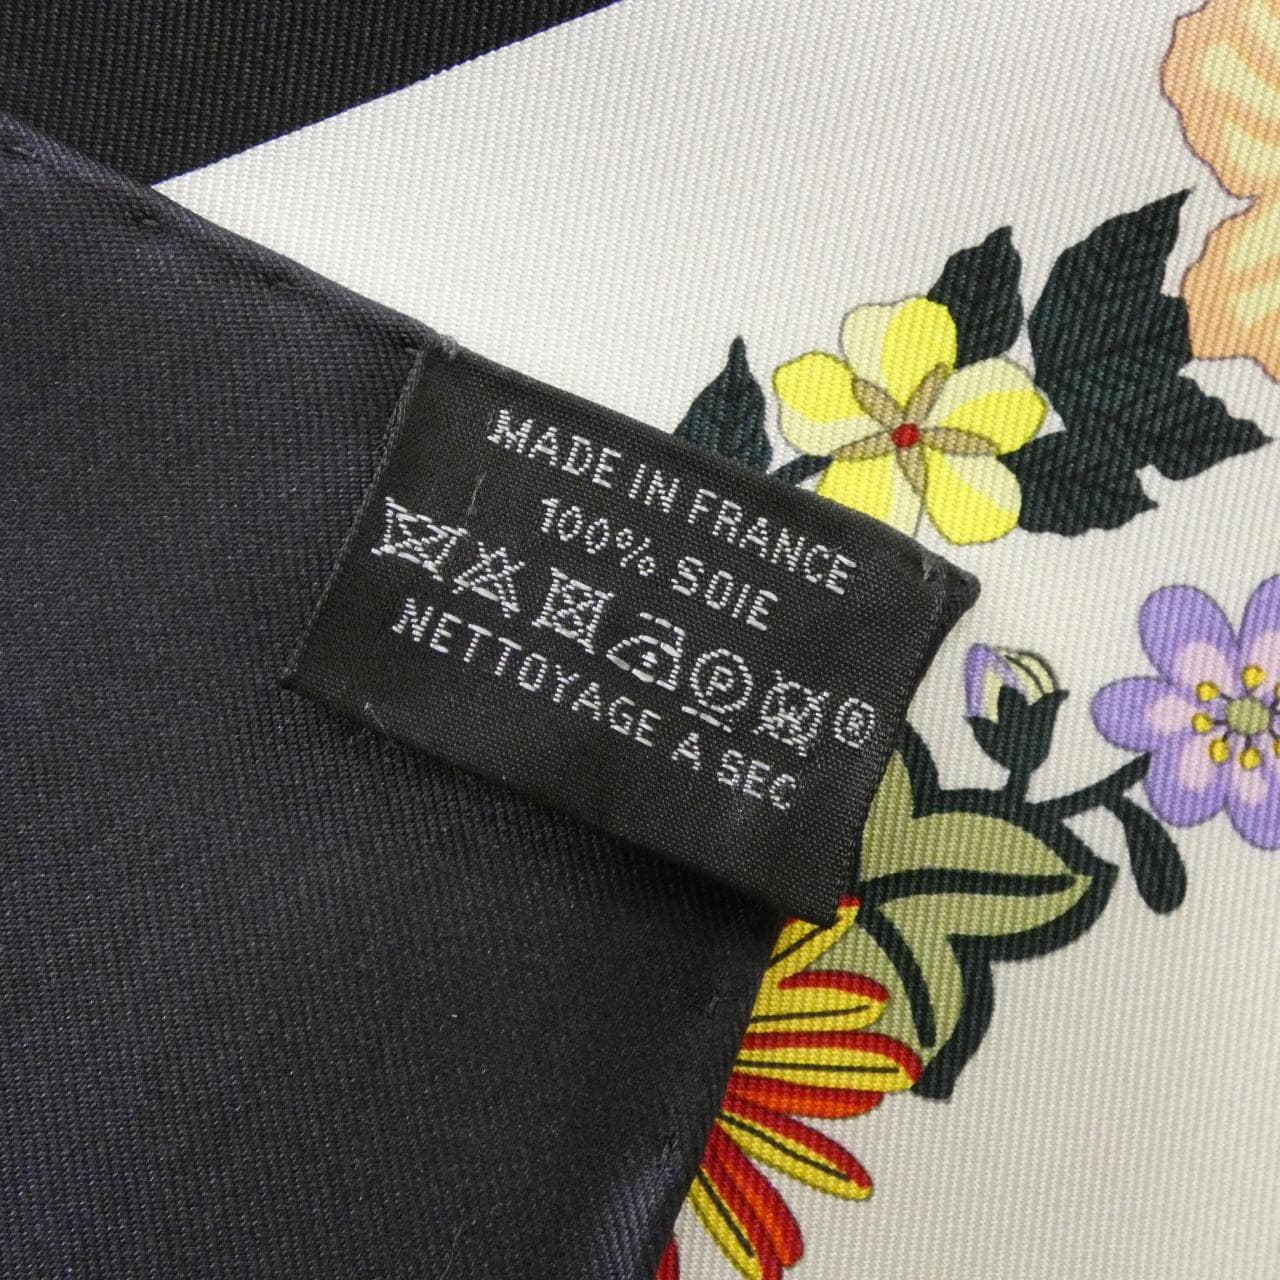 MADE IN FRANCE
100% SOIE
P ®
NETTOYAGE A SEC